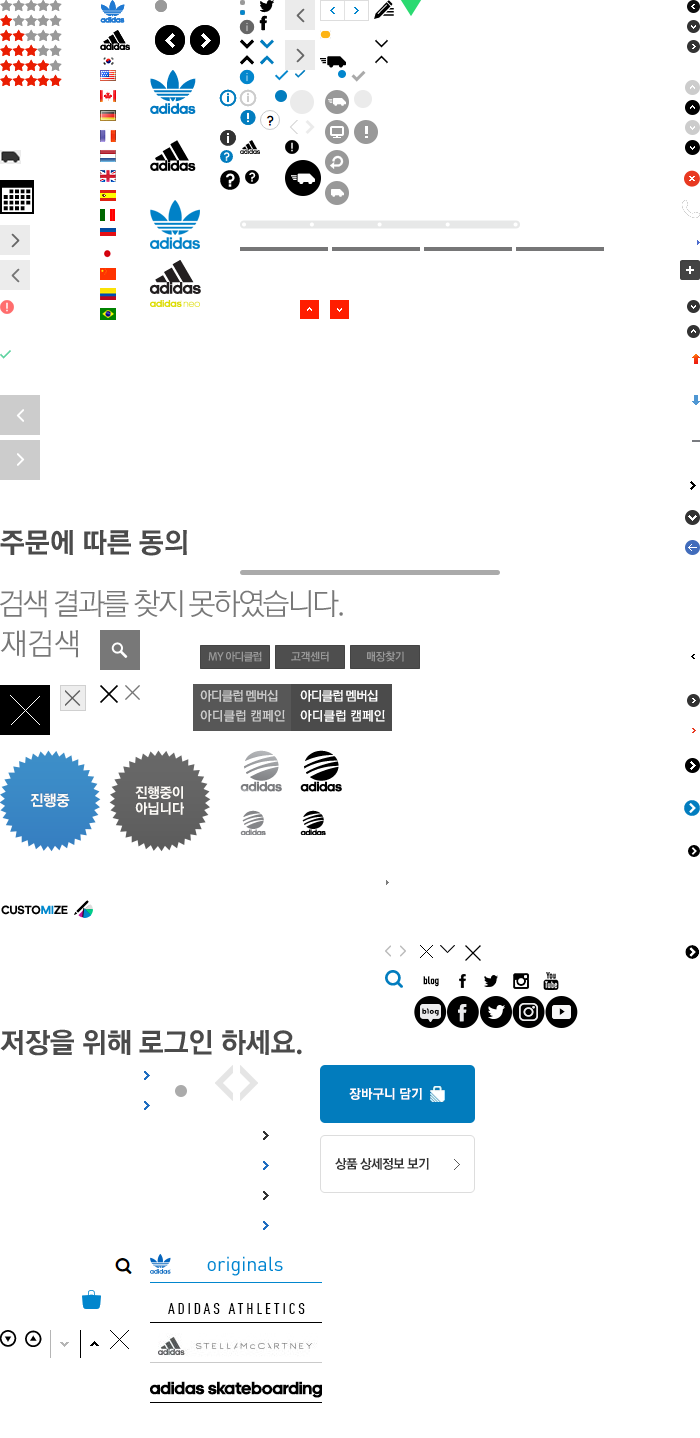 adidas
adidas
adidas
adidas
adidas
adidas
adidas neo
주문에 따른 동의
검색 결과를 찾지 못하였습니다.
재검색
MY 아디클럽
고객센터
매장찾기
아디클럽 멤버십
아디클럽 멤버십
아디클럽 캠페인
아디클럽 캠페인
진행중
진행중이
아닙니다
adidas
adidas
adidas
adidas
CUSTOMIZE
blog
You
Tube
blog
저장을 위해 로그인 하세요.
장바구니 담기
상품 상세정보 보기
originals
ADIDAS ATHLETICS
adidas
STELLAMcCARTNEY
adidas skateboarding